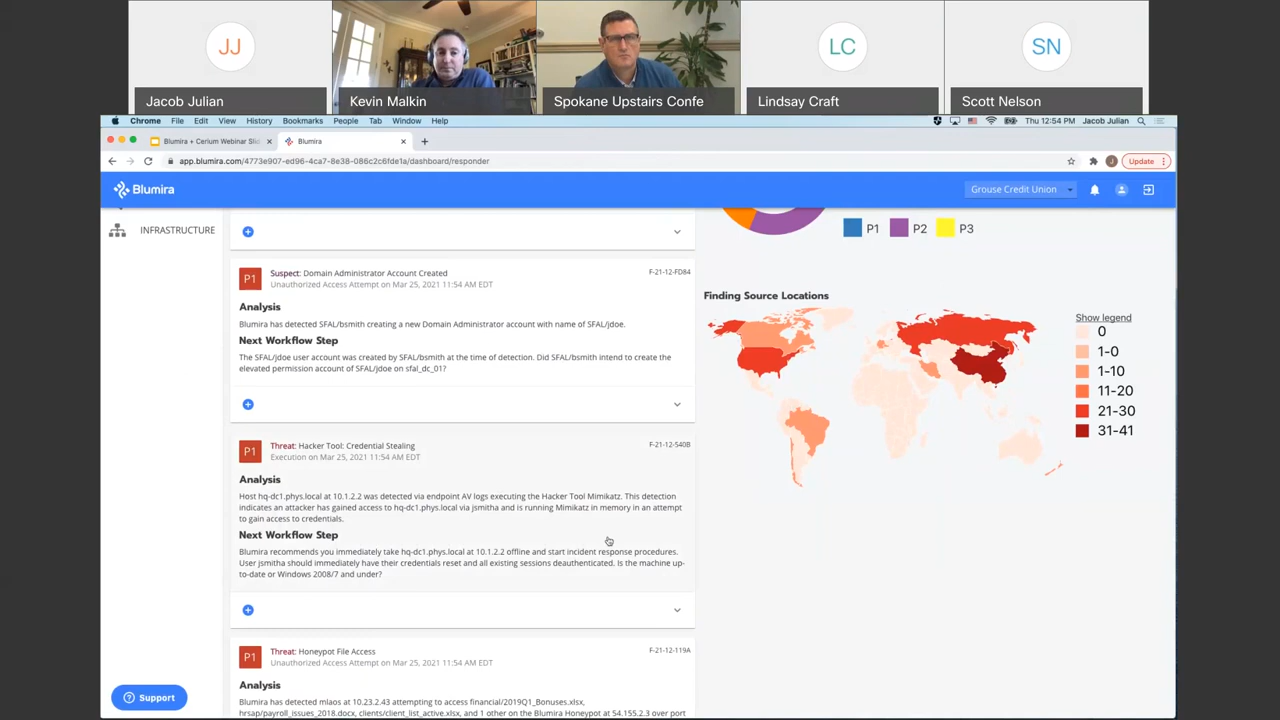 JJ
LC
SN
Jacob Julian
Kevin Malkin
Spokane Upstairs Confe
Lindsay Craft
Scott Nelson
Chrome File Edit View History Bookmarks People Tab Window Help
Thu 12:54 PM Jacob Julian
Blumira + Cerium Webinar Slid
Blumira
app.blumira.com/4773e907-ed96-4ca7-8e38-086c2c6fde1a/dashboard/responder
J
Update
Blumira
Grouse Credit Union
INFRASTRUCTURE
P1
P2
P3
P1
Suspect: Domain Administrator Account Created
F-21-12-FD84
Unauthorized Access Attempt on Mar 25, 2021 11:54 AM EDT
Analysis
Blumira has detected SFAL/bsmith creating a new Domain Administrator account with name of SFAL/jdoe.
Next Workflow Step
The SFAL/jdoe user account was created by SFAL/bsmith at the time of detection. Did SFAL/bsmith intend to create the
elevated permission account of SFAL/jdoe on sfal_dc_01?
Finding Source Locations
Show legend
0
1-0
1-10
11-20
21-30
31-41
P1
Threat: Hacker Tool: Credential Stealing
F-21-12-540B
Execution on Mar 25, 2021 11:54 AM EDT
Analysis
Host hq-dc1.phys.local at 10.1.2.2 was detected via endpoint AV logs executing the Hacker Tool Mimikatz. This detection
indicates an attacker has gained access to hq-dc1.phys.local via jsmitha and is running Mimikatz in memory in an attempt
to gain access to credentials.
Next Workflow Step
Blumira recommends you immediately take hq-dc1.phys.local at 10.1.2.2 offline and start incident response procedures.
User jsmitha should immediately have their credentials reset and all existing sessions deauthenticated. Is the machine up-
to-date or Windows 2008/7 and under?
P1
Threat: Honeypot File Access
F-21-12-119A
Unauthorized Access Attempt on Mar 25, 2021 11:54 AM EDT
Analysis
Blumira has detected mlaos at 10.23.2.43 attempting to access financial/2019Q1_Bonuses.xlsx,
hrsap/payroll_issues_2018.docx, clients/client_list_active.xlsx, and 1 other on the Blumira Honeypot at 54.155.2.3 over port
Support